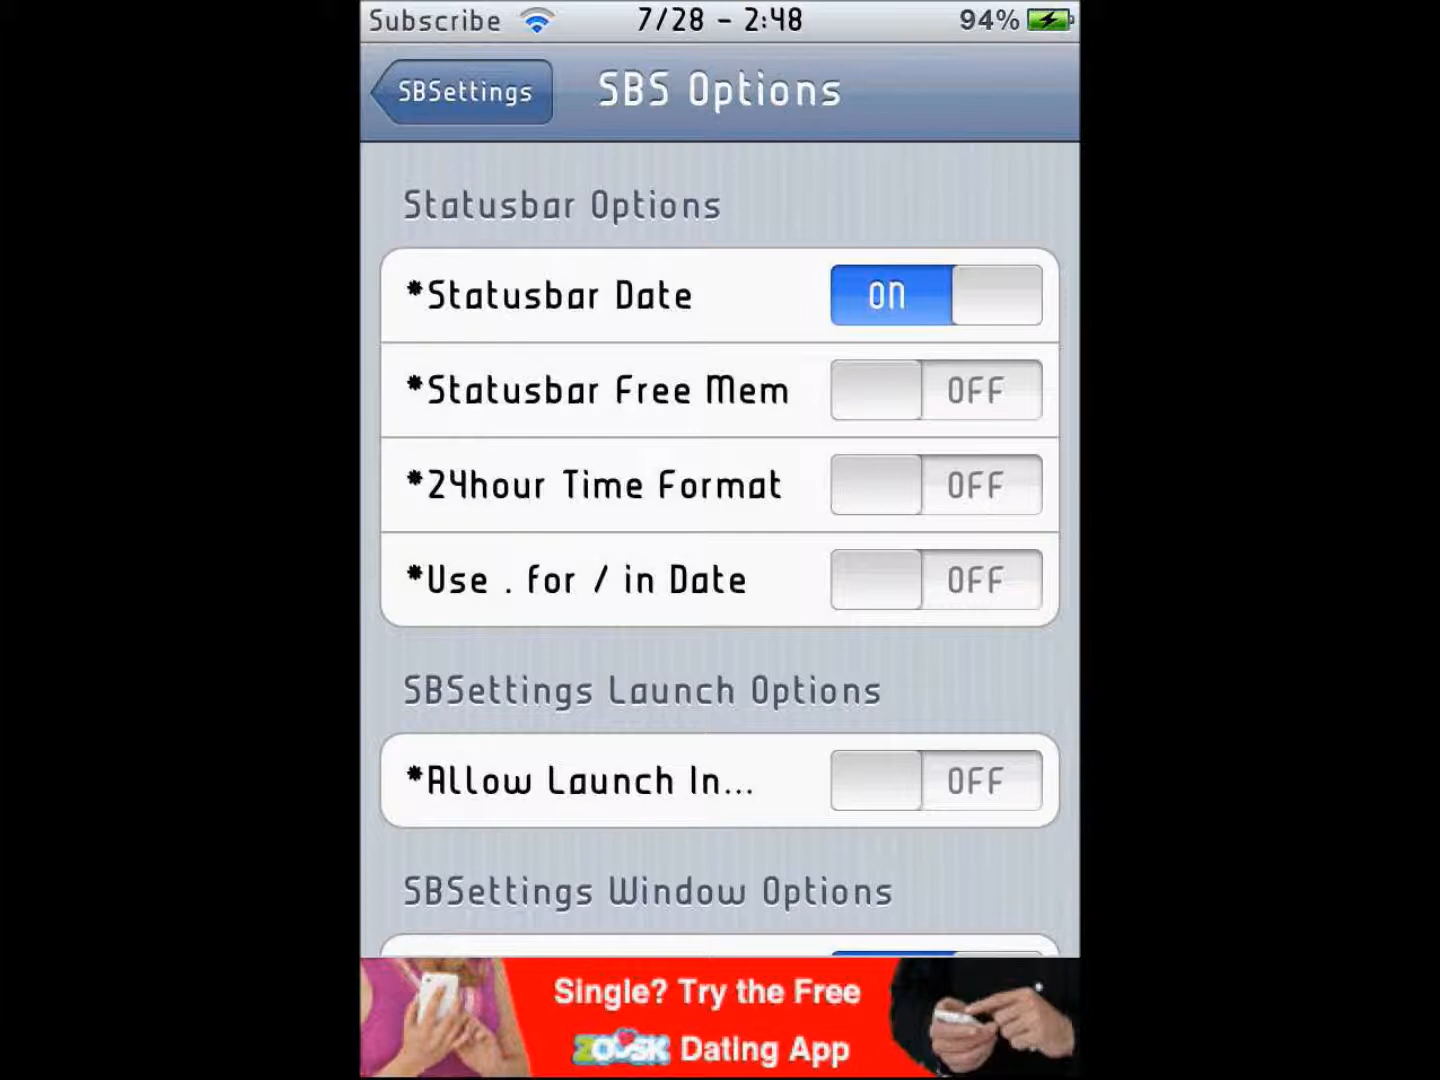 Subscribe 7/28 - 2:48 94%
SBSettings SBS Options
Statusbar Options
*Statusbar Date ON
*Statusbar Free Mem OFF
*24hour Time Format OFF
*Use . for / in Date OFF
SBSettings Launch Options
*Allow Launch In... OFF
SBSettings Window Options
Single? Try the Free
ZOOSK Dating App